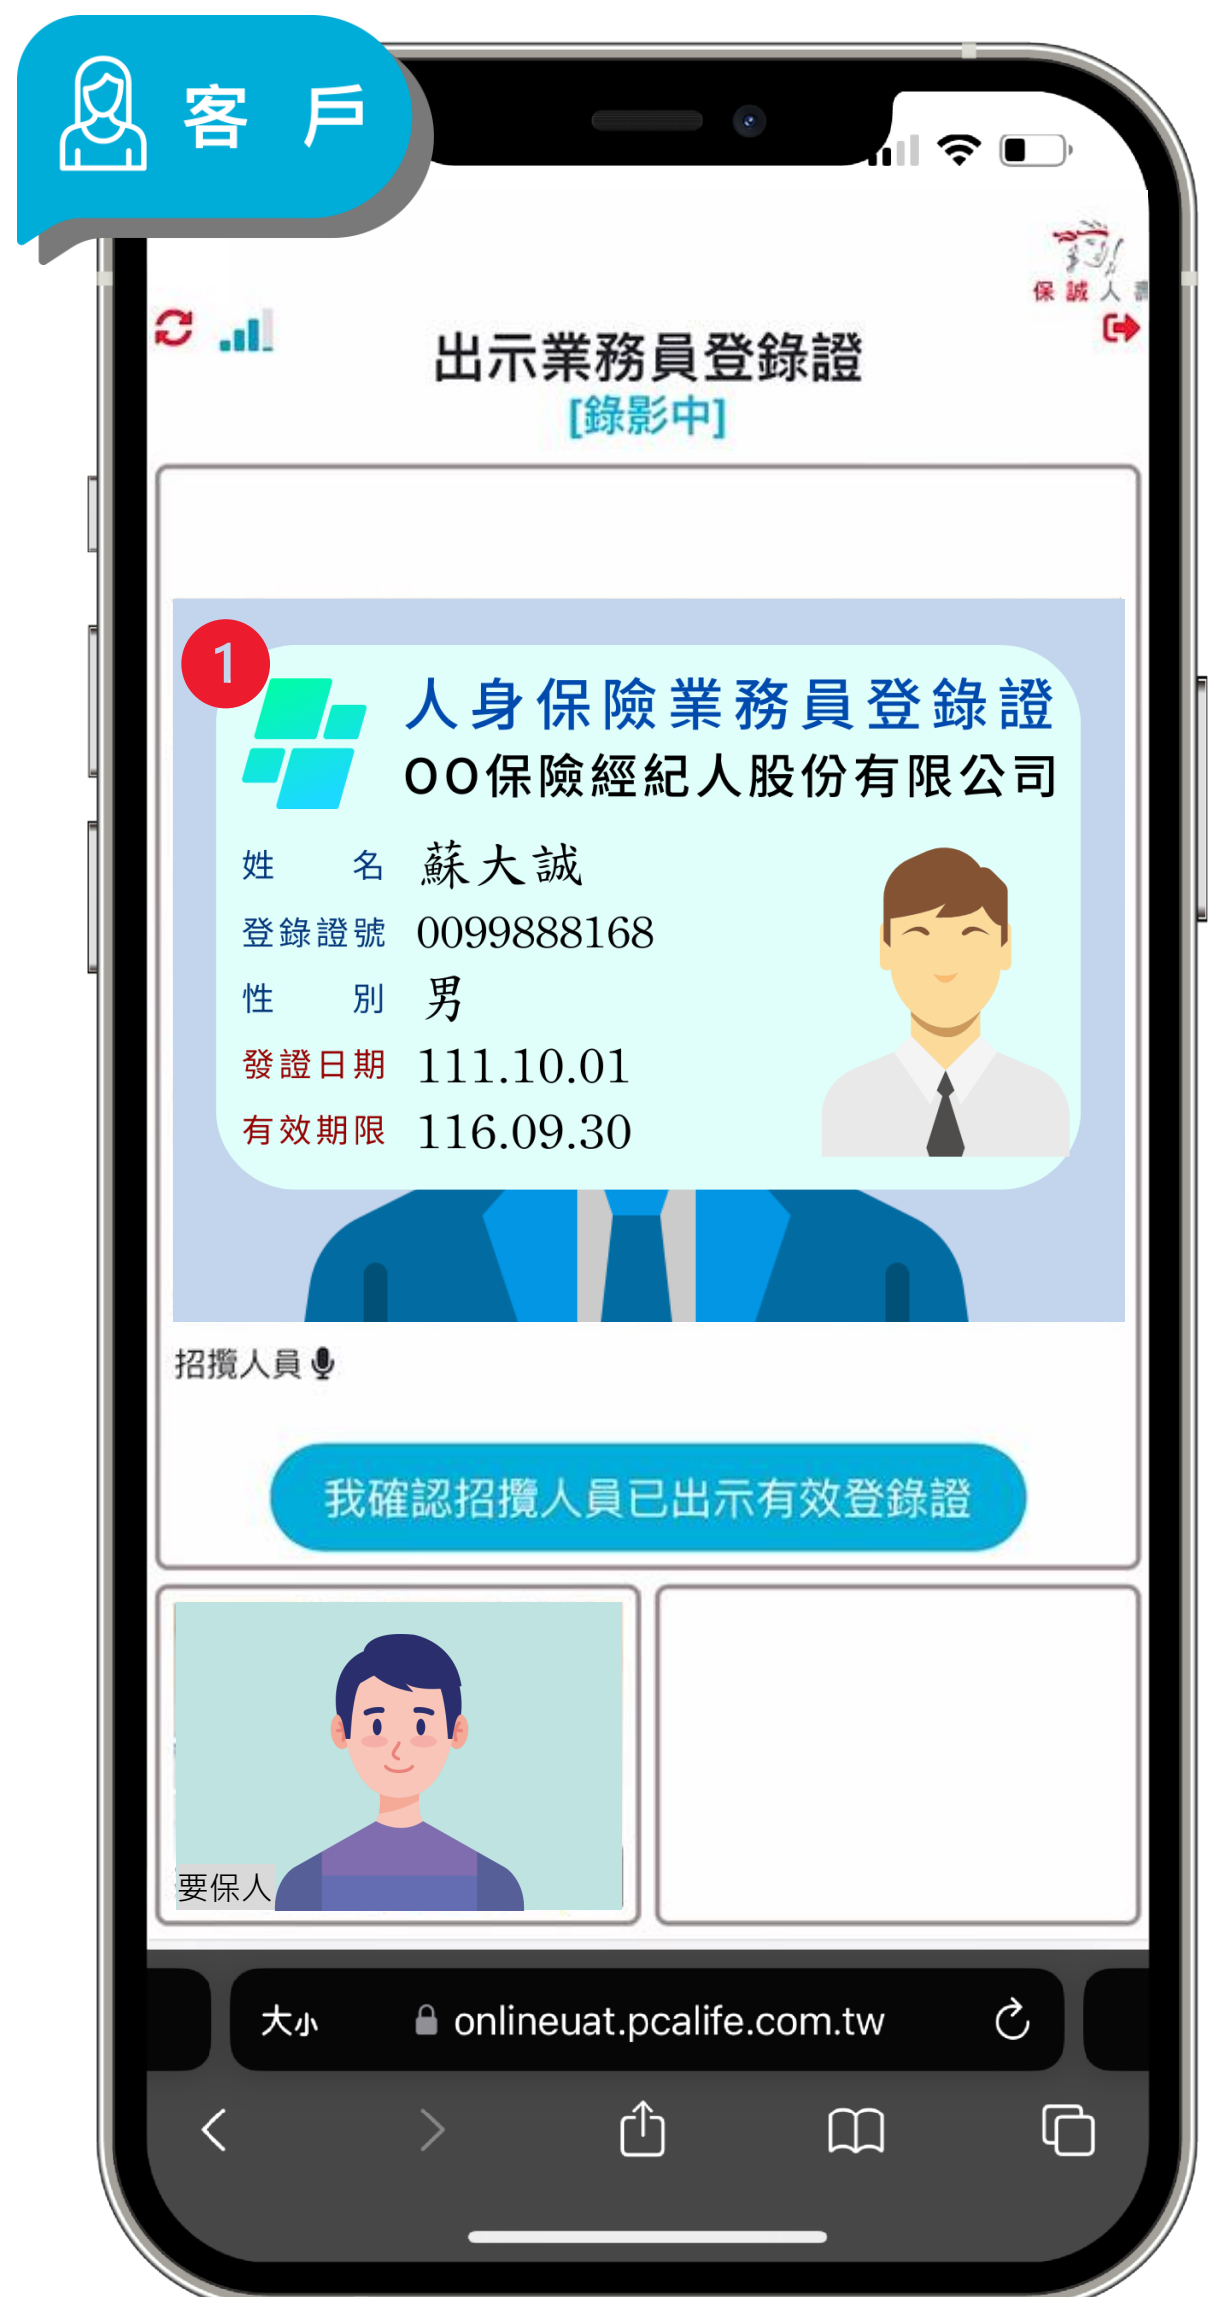 客 戶
保誠人壽
出示業務員登錄證
[錄影中]
1
人身保險業務員登錄證
OO保險經紀人股份有限公司
姓 名 蘇大誠
登錄證號 0099888168
性 別 男
發證日期 111.10.01
有效期限 116.09.30
招攬人員
我確認招攬人員已出示有效登錄證
要保人
大小 onlineuat.pcalife.com.tw